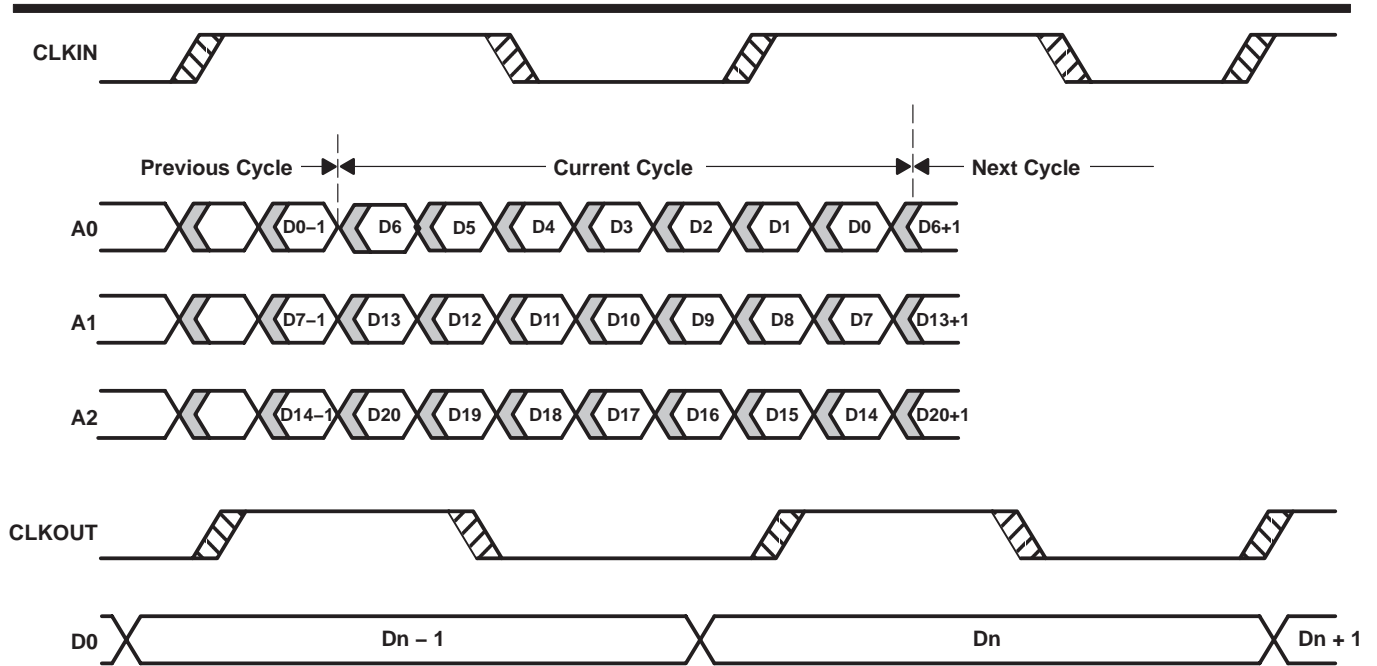 CLKIN
Previous Cycle
Current Cycle
Next Cycle
A0
D0–1
D6
D5
D4
D3
D2
D1
D0
D6+1
A1
D7–1
D13
D12
D11
D10
D9
D8
D7
D13+1
A2
D14–1
D20
D19
D18
D17
D16
D15
D14
D20+1
CLKOUT
D0
Dn – 1
Dn
Dn + 1